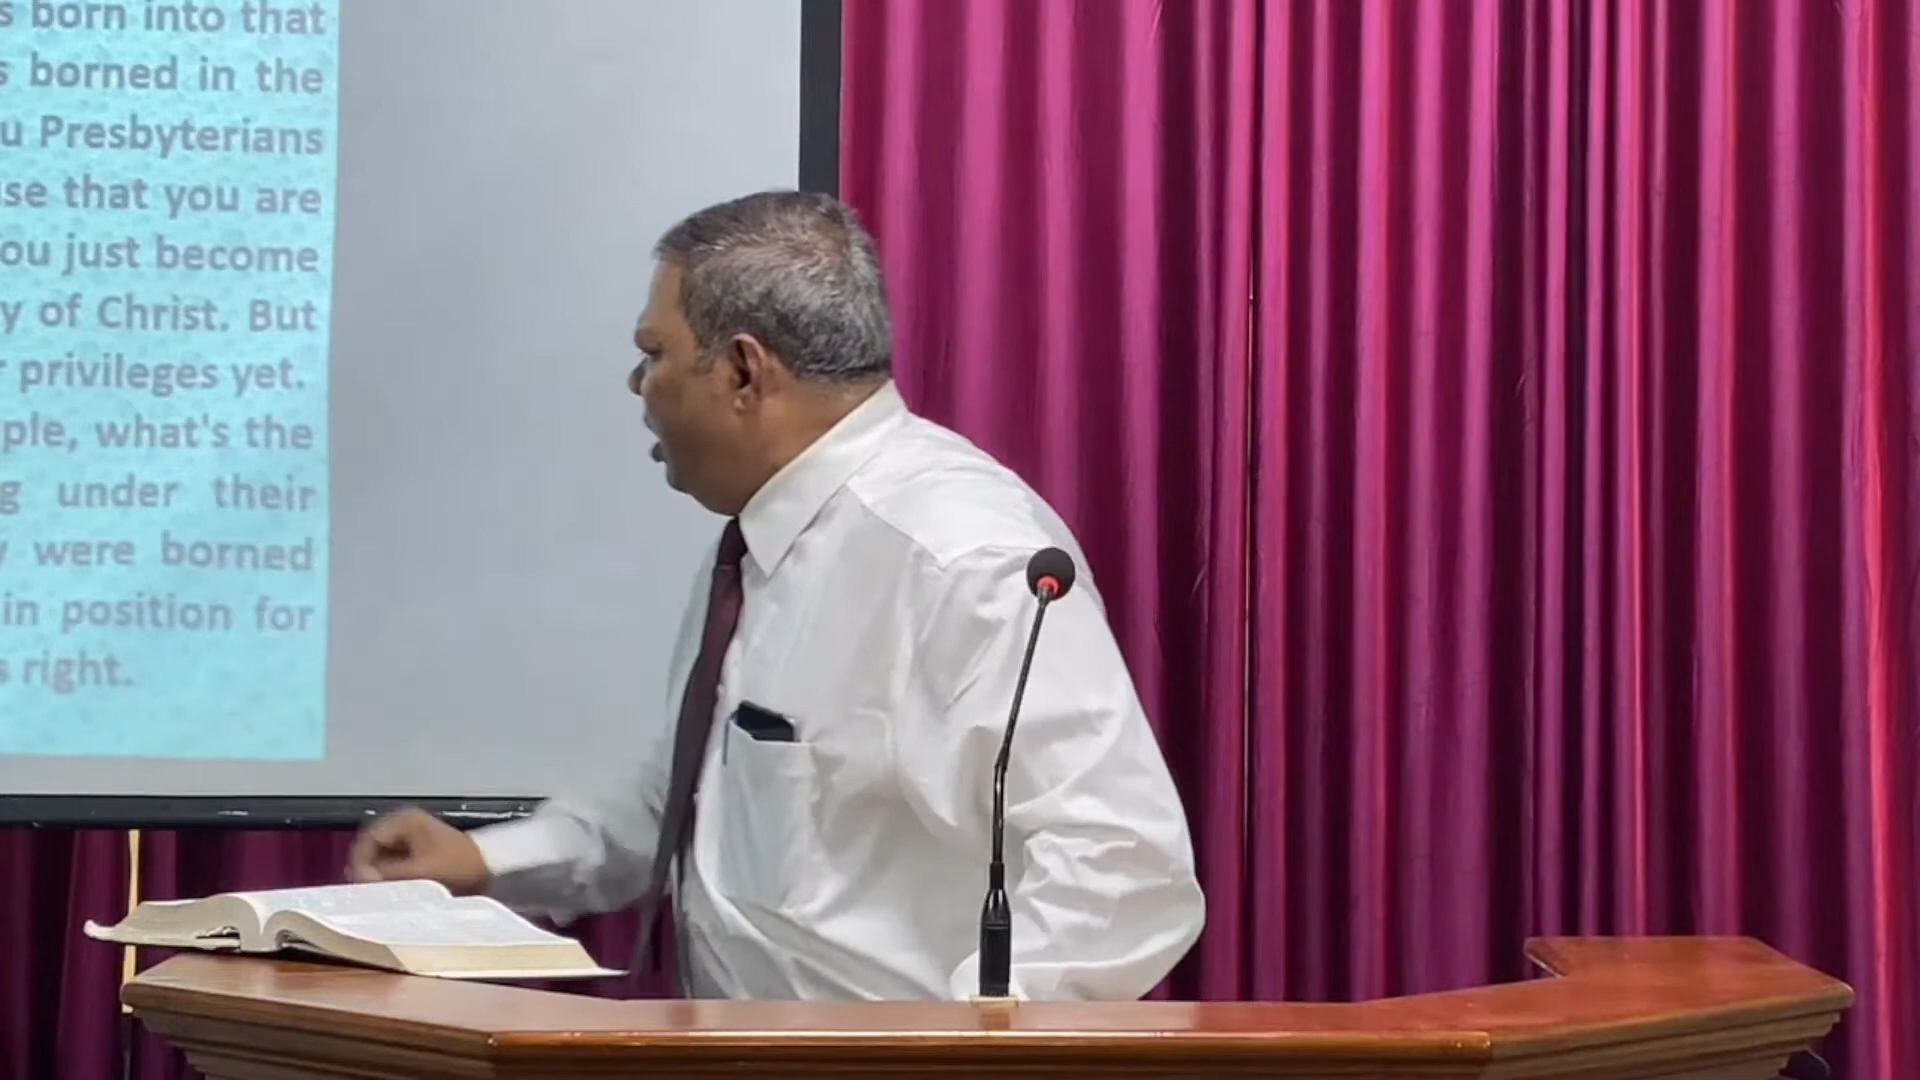 s born into that
s borned in the
u Presbyterians
se that you are
ou just become
y of Christ. But
privileges yet.
ple, what's the
g under their
were borned
in position for
s right.